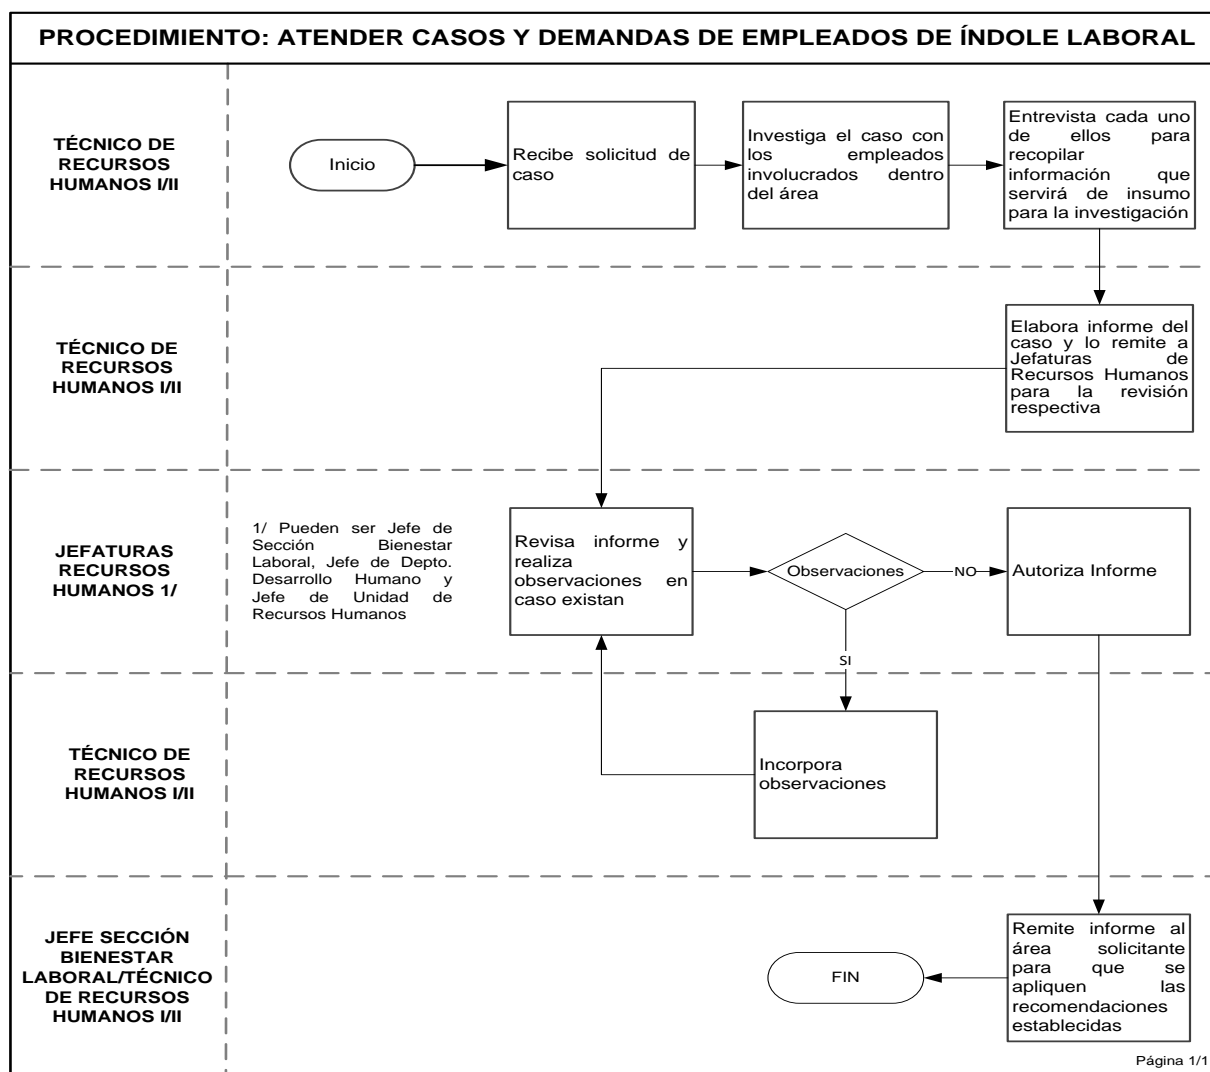 PROCEDIMIENTO: ATENDER CASOS Y DEMANDAS DE EMPLEADOS DE ÍNDOLE LABORAL
TÉCNICO DE
RECURSOS
HUMANOS I/II
Inicio
Recibe solicitud de
caso
Investiga el caso con
los empleados
involucrados dentro
del área
Entrevista cada uno
de ellos para
recopilar
información que
servirá de insumo
para la investigación
TÉCNICO DE
RECURSOS
HUMANOS I/II
Elabora informe del
caso y lo remite a
Jefaturas de
Recursos Humanos
para la revisión
respectiva
JEFATURAS
RECURSOS
HUMANOS 1/
1/ Pueden ser Jefe de
Sección Bienestar
Laboral, Jefe de Depto.
Desarrollo Humano y
Jefe de Unidad de
Recursos Humanos
Revisa informe y
realiza
observaciones en
caso existan
Observaciones
NO
Autoriza Informe
SI
TÉCNICO DE
RECURSOS
HUMANOS I/II
Incorpora
observaciones
JEFE SECCIÓN
BIENESTAR
LABORAL/TÉCNICO
DE RECURSOS
HUMANOS I/II
FIN
Remite informe al
área solicitante
para que se
apliquen las
recomendaciones
establecidas
Página 1/1